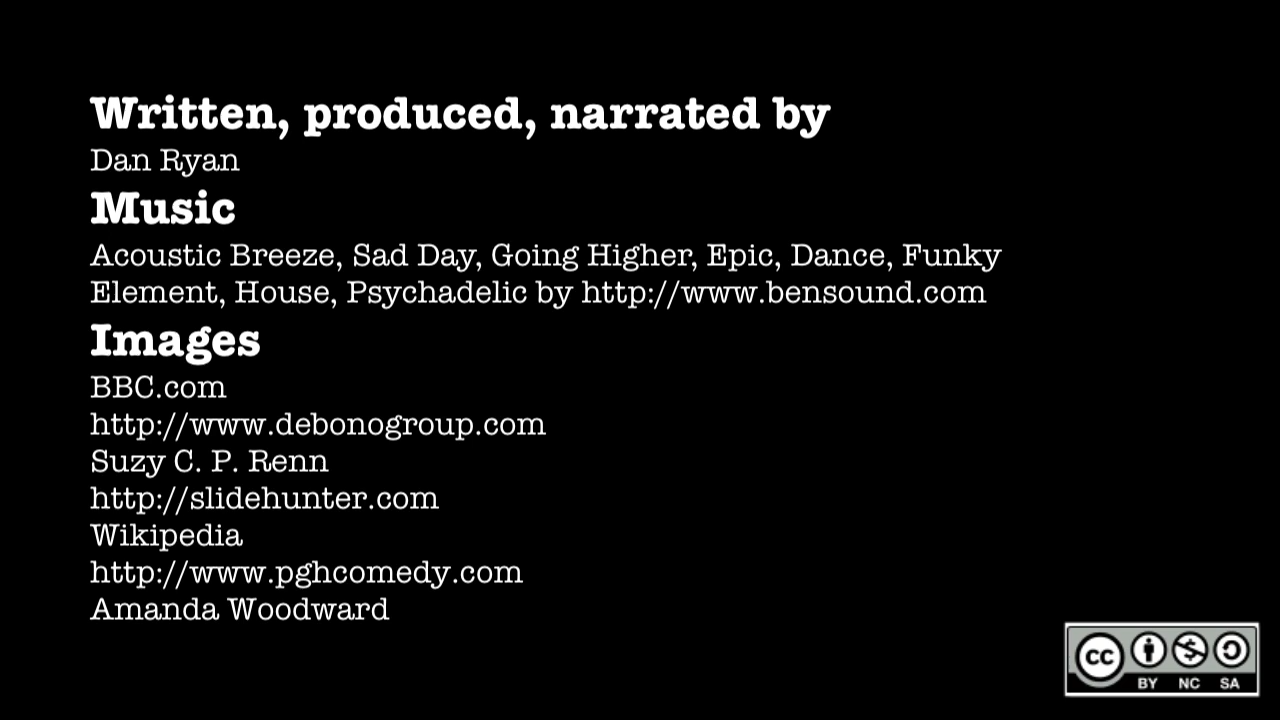 Written, produced, narrated by
Dan Ryan
Music
Acoustic Breeze, Sad Day, Going Higher, Epic, Dance, Funky
Element, House, Psychadelic by http://www.bensound.com
Images
BBC.com
http://www.debonogroup.com
Suzy C. P. Renn
http://slidehunter.com
Wikipedia
http://www.pghcomedy.com
Amanda Woodward
cc
BY NC SA